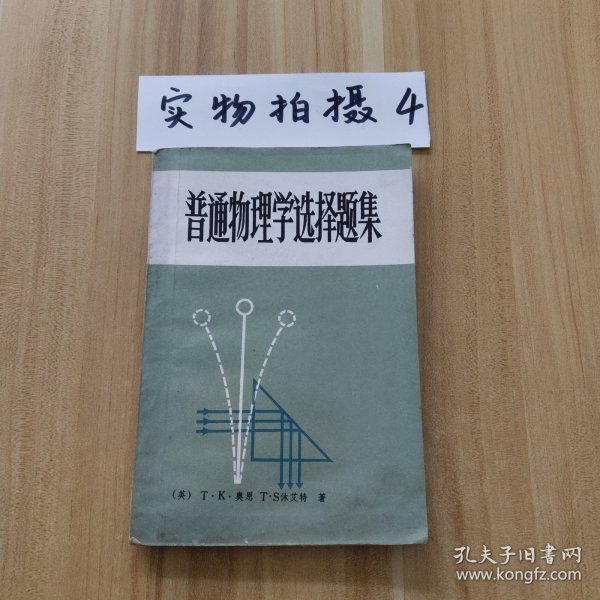 实物拍摄4
普通物理学选择题集
(英) T·K·奥恩 T·S休艾特 著
孔夫子旧书网
www.kongfz.com